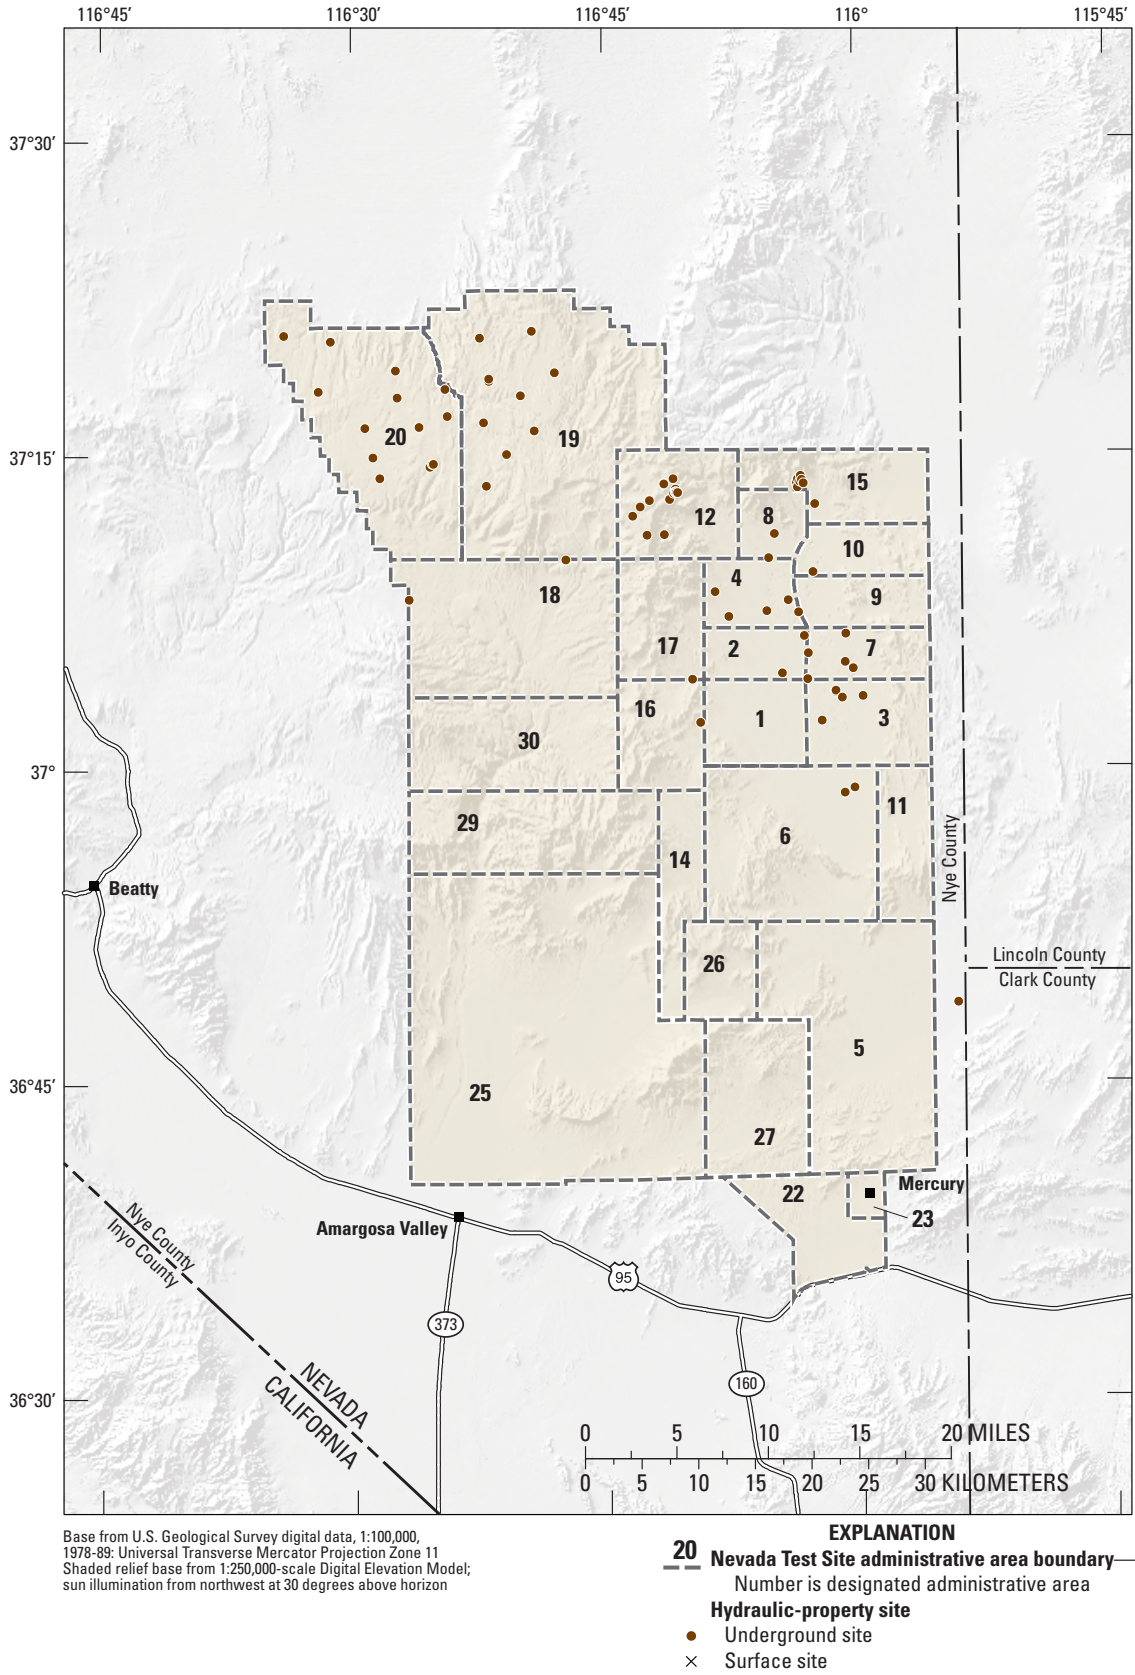 116°45′ 116°30′ 116°45′ 116° 115°45′
37°30′
37°15′
37°
36°45′
36°30′
20
19
15
12
8
10
4
18
9
17
2
7
16
1
3
30
11
29
6
14
Nye County
Beatty
26
Lincoln County
Clark County
5
25
27
22
Mercury
23
Amargosa Valley
Nye County
Inyo County
95
373
160
NEVADA
CALIFORNIA
0 5 10 15 20 MILES
0 5 10 15 20 25 30 KILOMETERS
Base from U.S. Geological Survey digital data, 1:100,000,
1978-89: Universal Transverse Mercator Projection Zone 11
Shaded relief base from 1:250,000-scale Digital Elevation Model;
sun illumination from northwest at 30 degrees above horizon
EXPLANATION
20 Nevada Test Site administrative area boundary—
Number is designated administrative area
Hydraulic-property site
Underground site
Surface site